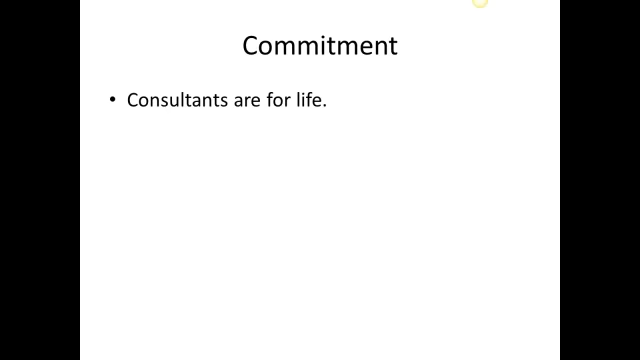 Commitment
• Consultants are for life.